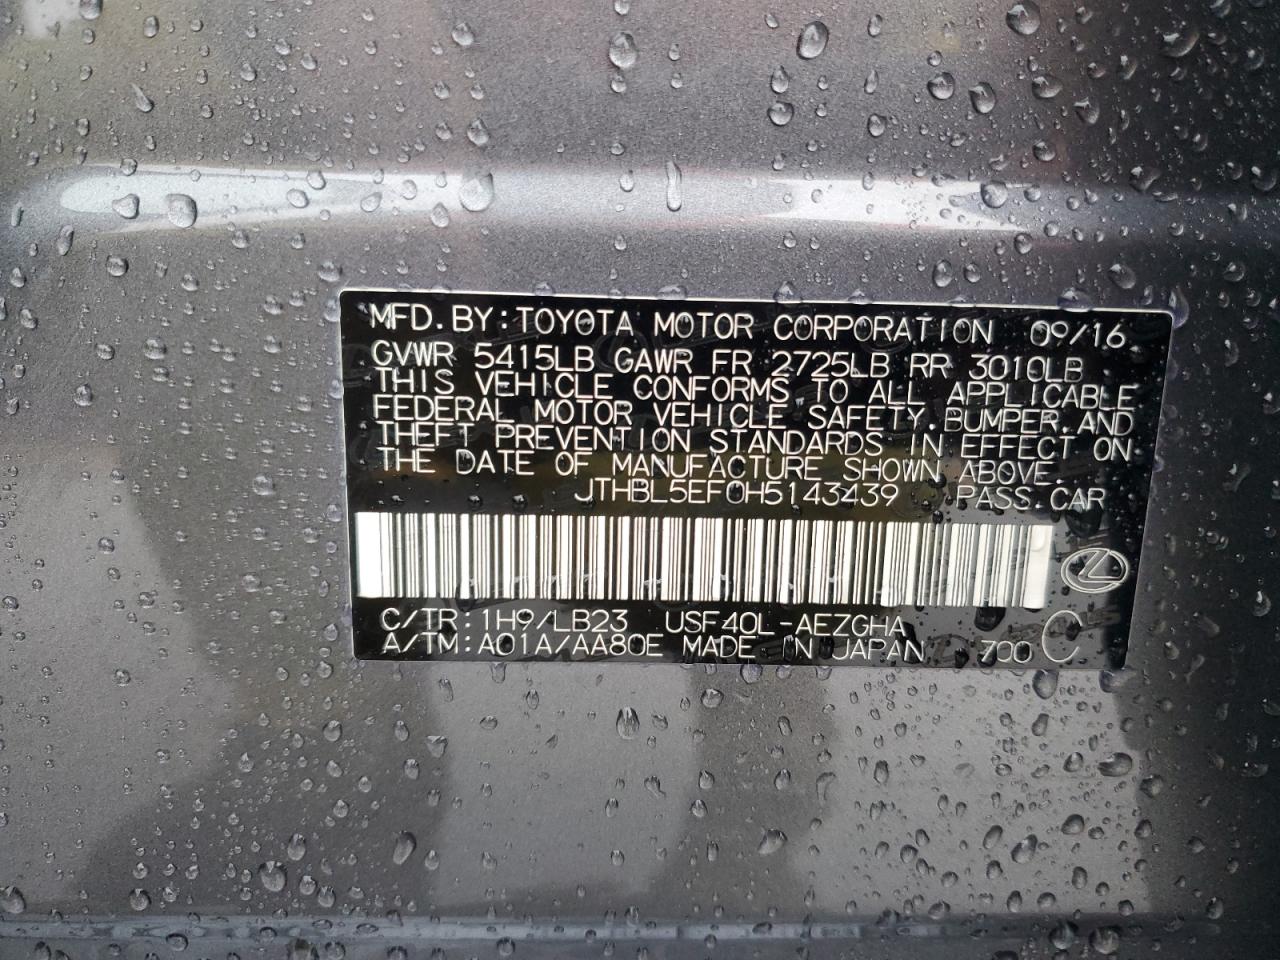 MFD.BY:TOYOTA MOTOR CORPORATION 09/16
GVWR 5415LB GAWR FR 2725LB RR 3010LB
THIS VEHICLE CONFORMS TO ALL APPLICABLE
FEDERAL MOTOR VEHICLE SAFETY,BUMPER,AND
THEFT PREVENTION STANDARDS IN EFFECT ON
THE DATE OF MANUFACTURE SHOWN ABOVE.
JTHBL5EF0H5143439 PASS.CAR
C/TR:1H9/LB23 USF40L-AEZGHA
A/TM:A01A/AA80E MADE IN JAPAN 700 C